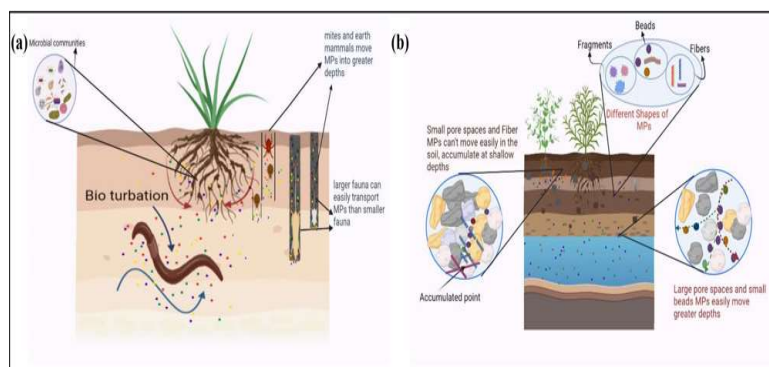 (a)
Microbial communities
mites and earth
mammals move
MPs into greater
depths
Bio turbation
larger fauna can
easily transport
MPs than smaller
fauna
(b)
Beads
Fragments
Fibers
Different Shapes of
MPs
Small pore spaces and Fiber
MPs can't move easily in the
soil, accumulate at shallow
depths
Accumulated point
Large pore spaces and small
beads MPs easily move
greater depths